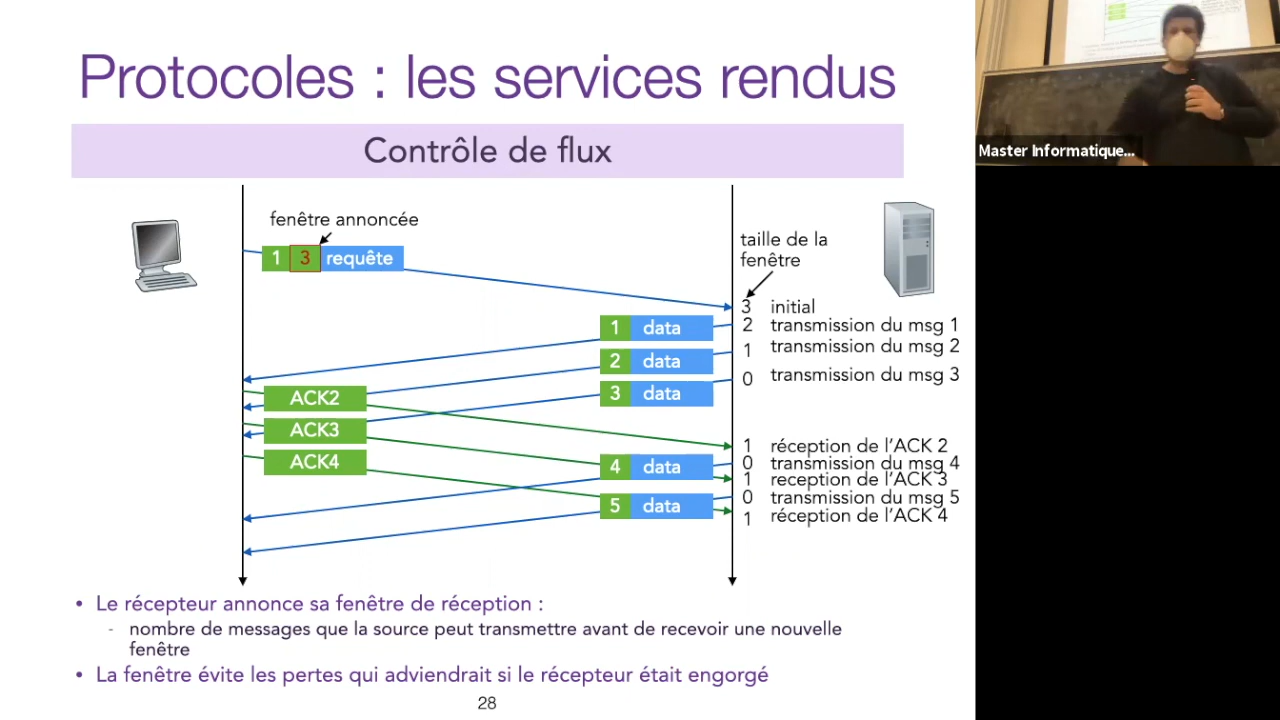 Protocoles : les services rendus
Contrôle de flux
fenêtre annoncée
1 3 requête
taille de la
fenêtre
3 initial
1 data
2 transmission du msg 1
2 data
1 transmission du msg 2
3 data
0 transmission du msg 3
ACK2
ACK3
ACK4
1 réception de l'ACK 2
4 data
0 transmission du msg 4
1 reception de l'ACK 3
5 data
0 transmission du msg 5
1 réception de l'ACK 4
• Le récepteur annonce sa fenêtre de réception :
- nombre de messages que la source peut transmettre avant de recevoir une nouvelle
fenêtre
• La fenêtre évite les pertes qui adviendrait si le récepteur était engorgé
28
Master Informatique...